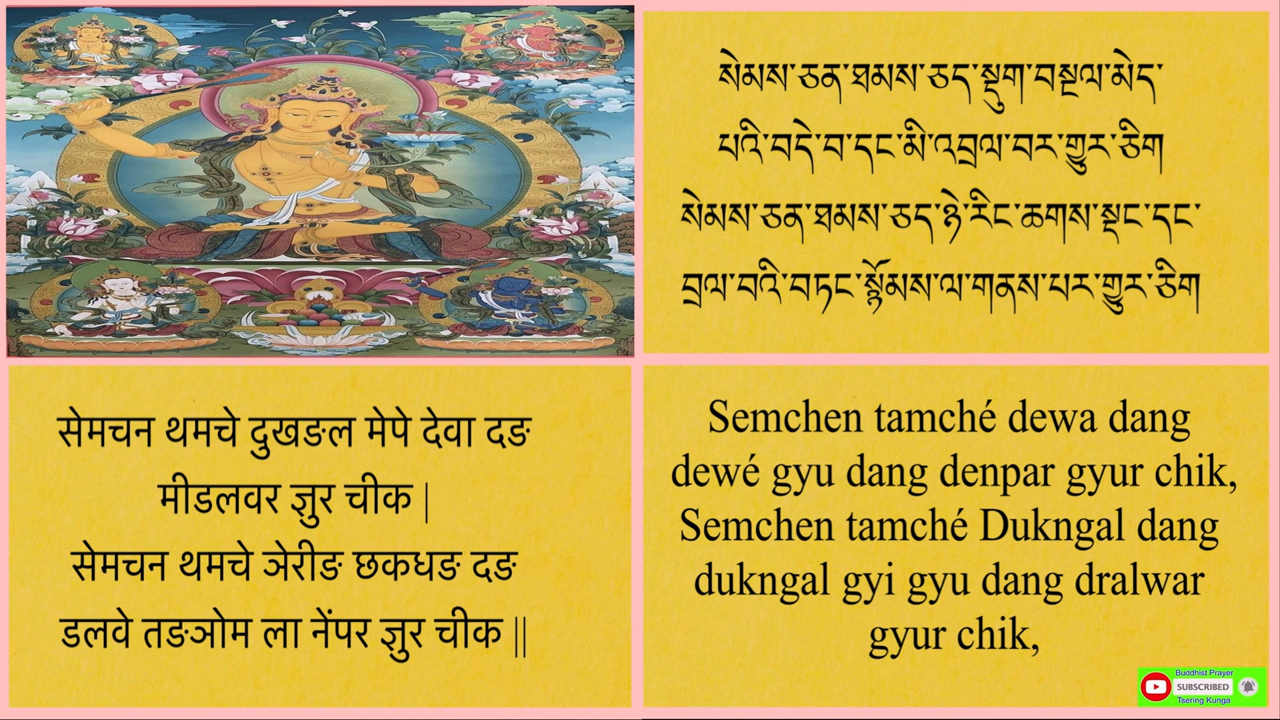 སེམས་ཅན་ཐམས་ཅད་སྡུག་བསྔལ་མེད་
པའི་བདེ་བ་དང་མི་འབྲལ་བར་གྱུར་ཅིག
སེམས་ཅན་ཐམས་ཅད་ཉེ་རིང་ཆགས་སྡང་དང་
བྲལ་བའི་བཏང་སྙོམས་ལ་གནས་པར་གྱུར་ཅིག
सेमचन थमचे दुखङल मेपे देवा दङ
मीडलवर ज्ञुर चीक |
सेमचन थमचे ञेरीङ छकधङ दङ
डलवे तङञोम ला नेंपर ज्ञुर चीक ||
Semchen tamché dewa dang
dewé gyu dang denpar gyur chik,
Semchen tamché Dukngal dang
dukngal gyi gyu dang dralwar
gyur chik,
Buddhist Prayer
SUBSCRIBED
Tsering Kunga